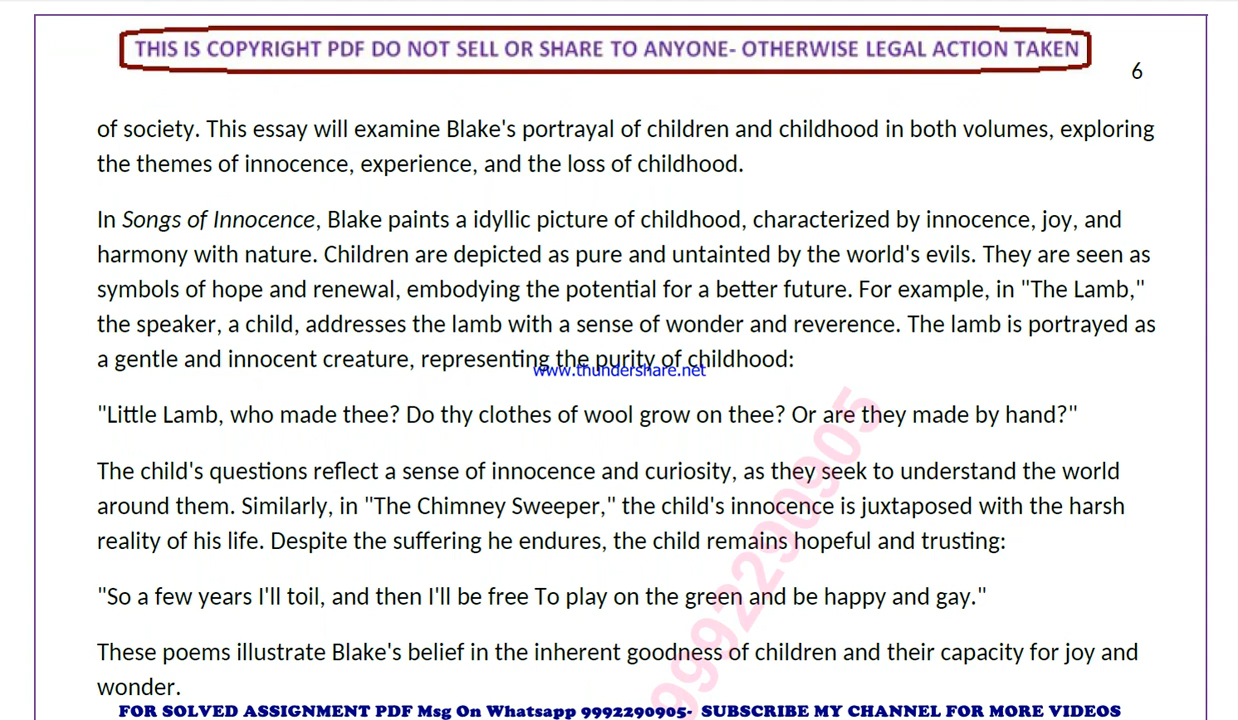 THIS IS COPYRIGHT PDF DO NOT SELL OR SHARE TO ANYONE- OTHERWISE LEGAL ACTION TAKEN
6
of society. This essay will examine Blake's portrayal of children and childhood in both volumes, exploring
the themes of innocence, experience, and the loss of childhood.
In Songs of Innocence, Blake paints a idyllic picture of childhood, characterized by innocence, joy, and
harmony with nature. Children are depicted as pure and untainted by the world's evils. They are seen as
symbols of hope and renewal, embodying the potential for a better future. For example, in "The Lamb,"
the speaker, a child, addresses the lamb with a sense of wonder and reverence. The lamb is portrayed as
a gentle and innocent creature, representing the purity of childhood:
www.thundershare.net
"Little Lamb, who made thee? Do thy clothes of wool grow on thee? Or are they made by hand?"
The child's questions reflect a sense of innocence and curiosity, as they seek to understand the world
around them. Similarly, in "The Chimney Sweeper," the child's innocence is juxtaposed with the harsh
reality of his life. Despite the suffering he endures, the child remains hopeful and trusting:
"So a few years I'll toil, and then I'll be free To play on the green and be happy and gay."
These poems illustrate Blake's belief in the inherent goodness of children and their capacity for joy and
wonder.
9992290905
FOR SOLVED ASSIGNMENT PDF Msg On Whatsapp 9992290905- SUBSCRIBE MY CHANNEL FOR MORE VIDEOS